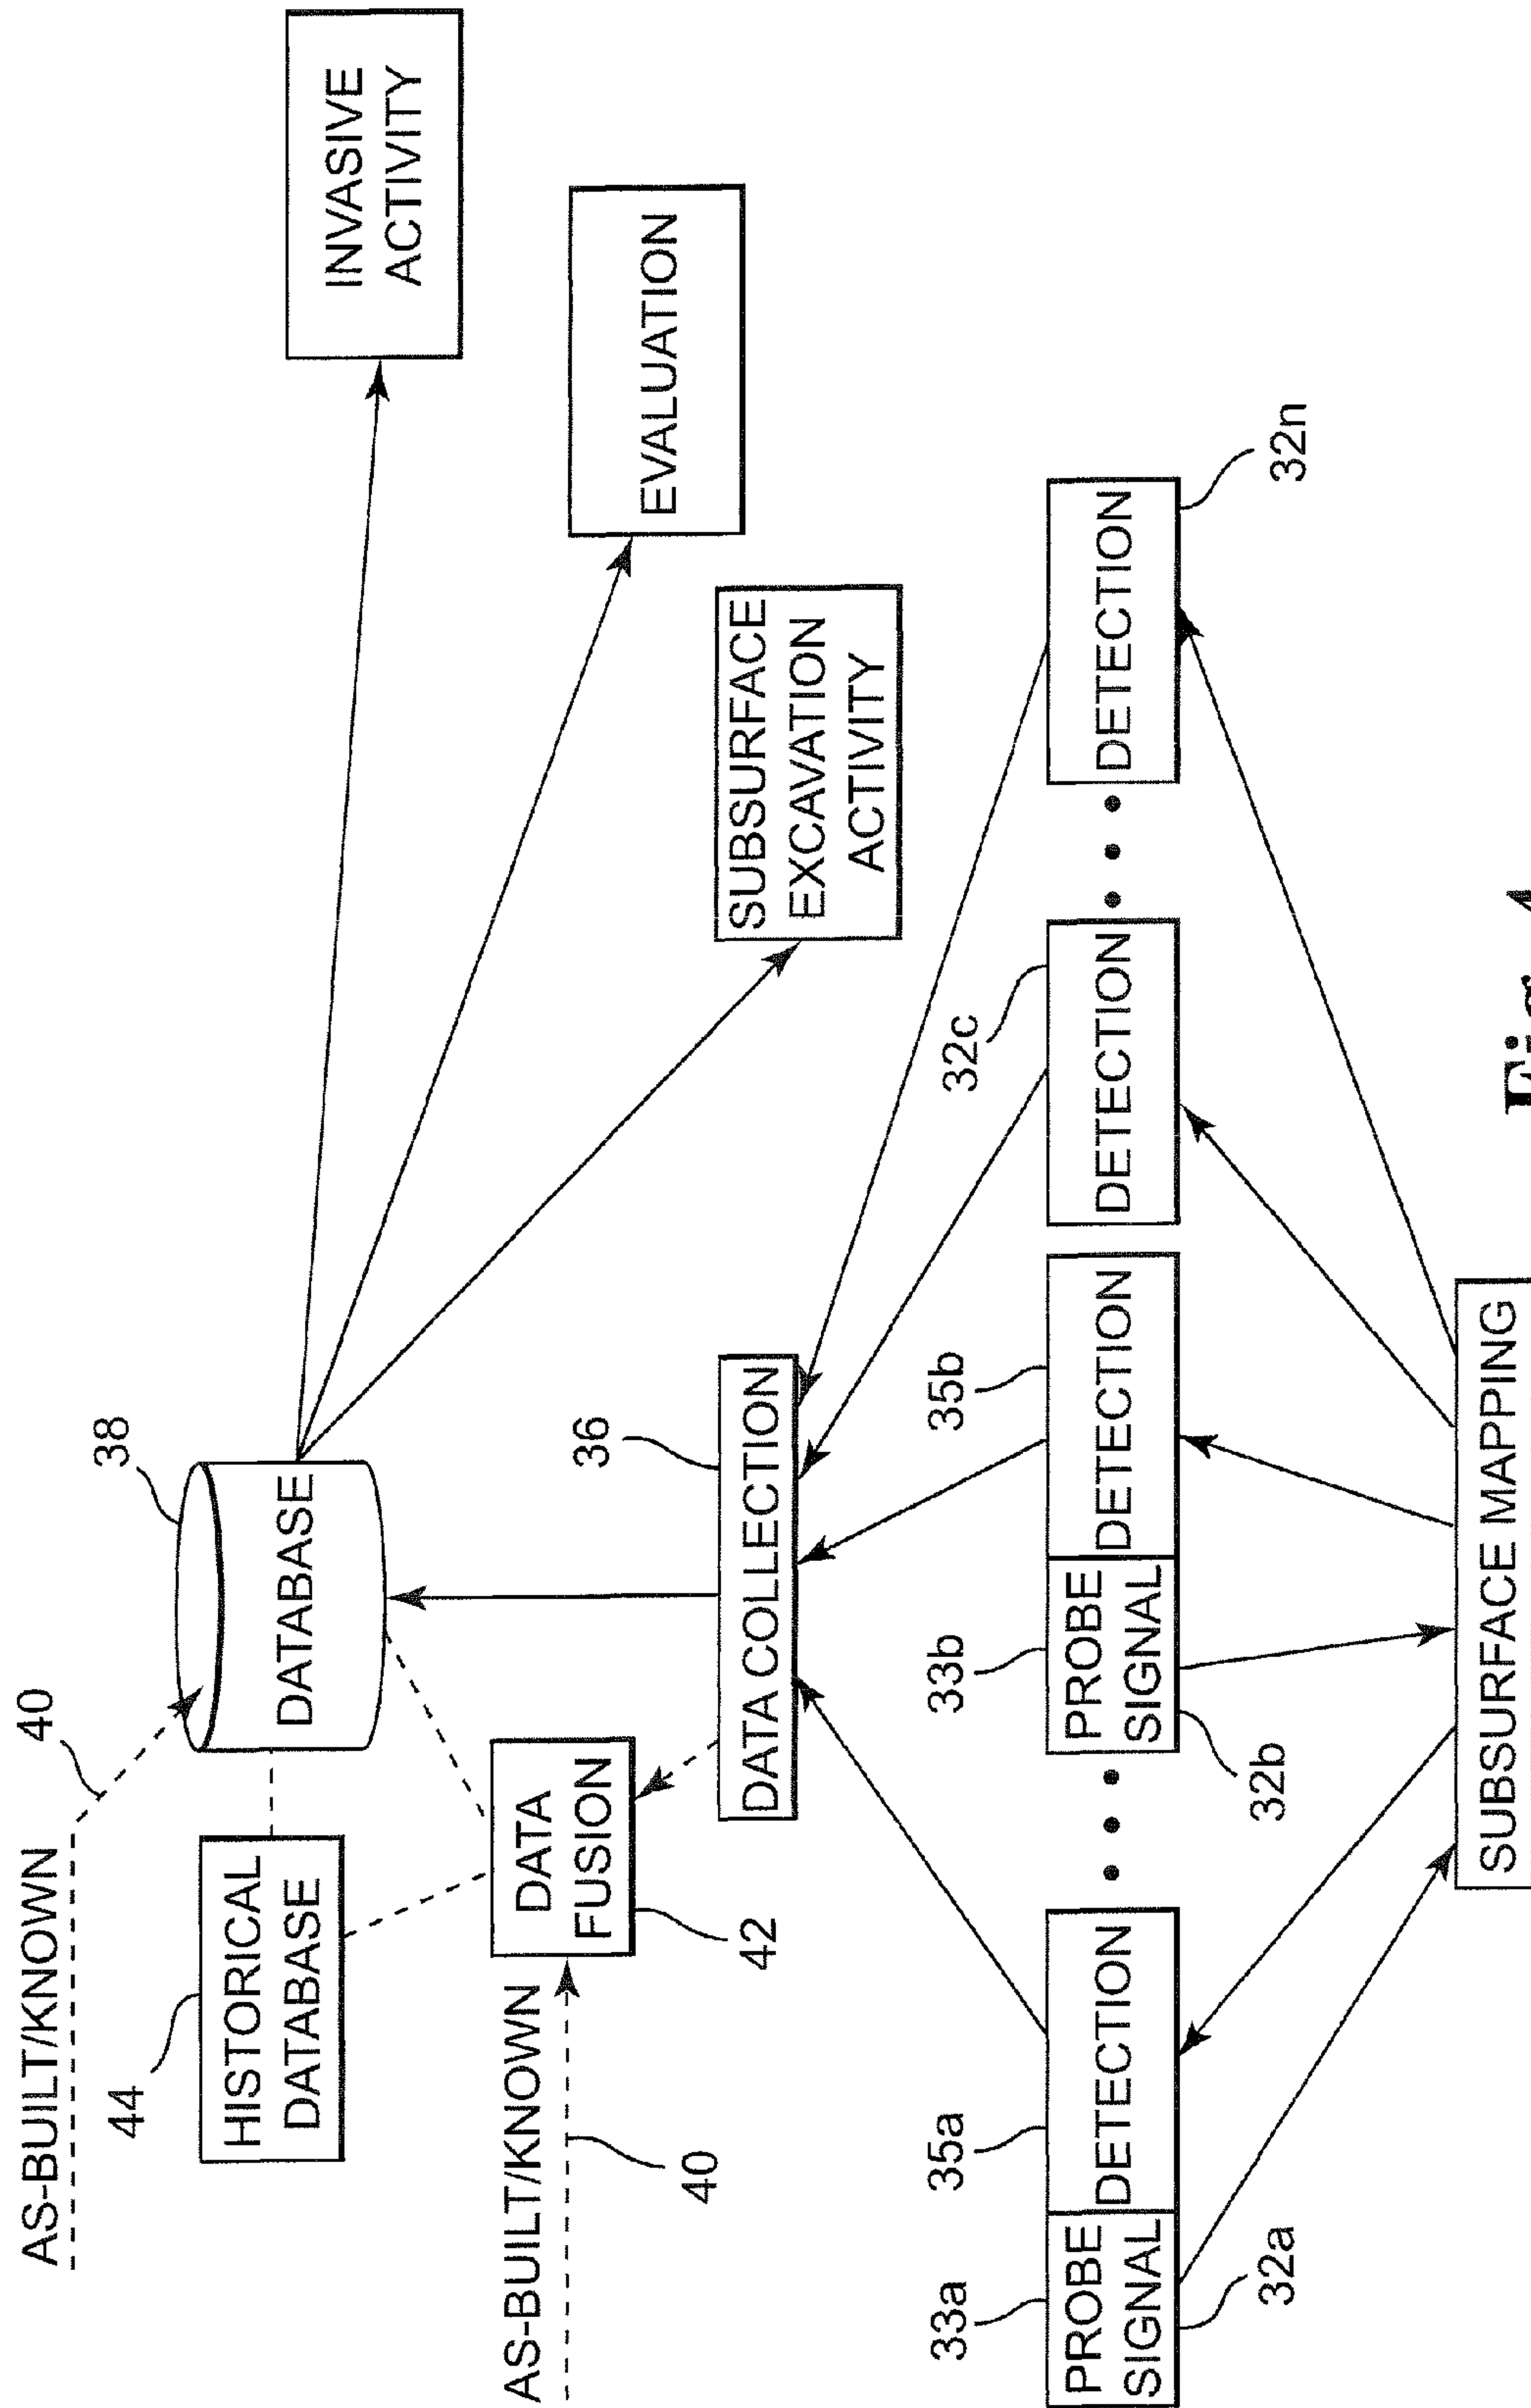 AS-BUILT/KNOWN
40
38
HISTORICAL
DATABASE
44
DATABASE
INVASIVE
ACTIVITY
AS-BUILT/KNOWN
40
DATA
FUSION
42
EVALUATION
36
DATA COLLECTION
SUBSURFACE
EXCAVATION
ACTIVITY
33a
35a
33b
35b
32c
PROBE
SIGNAL
DETECTION
PROBE
SIGNAL
DETECTION
DETECTION
DETECTION
32a
32b
32n
SUBSURFACE MAPPING